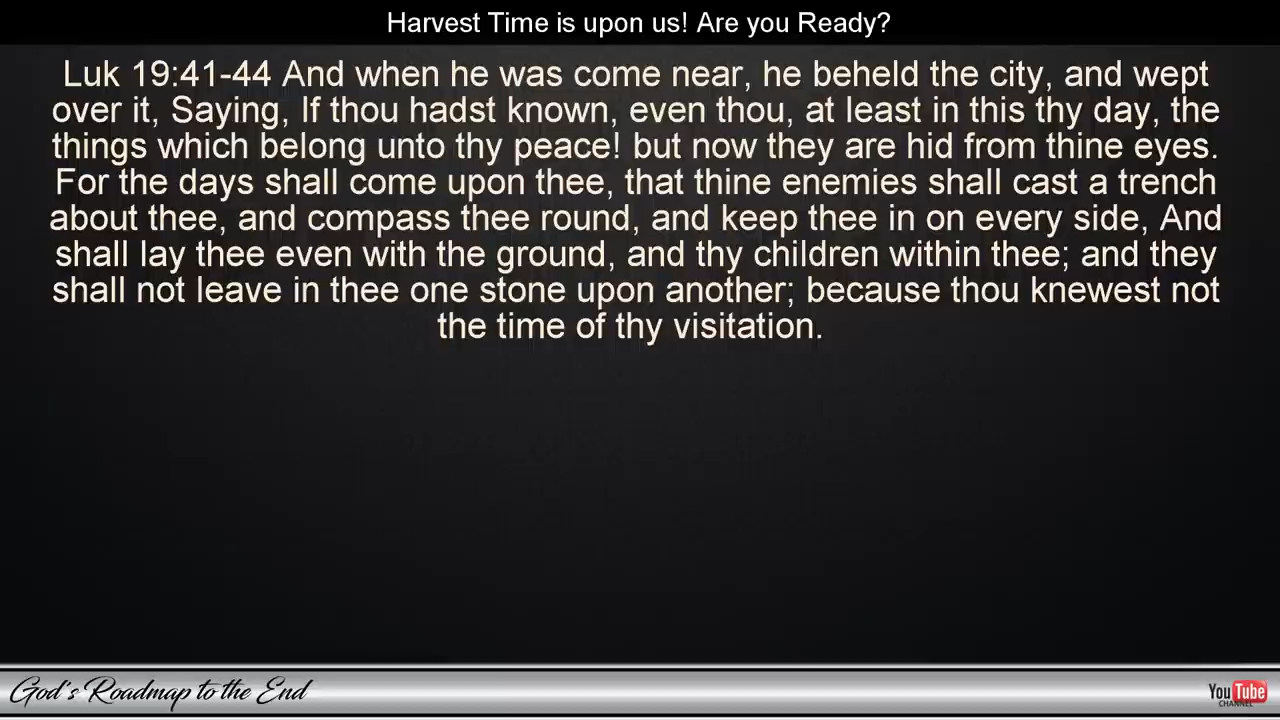 Harvest Time is upon us! Are you Ready?
Luk 19:41-44 And when he was come near, he beheld the city, and wept
over it, Saying, If thou hadst known, even thou, at least in this thy day, the
things which belong unto thy peace! but now they are hid from thine eyes.
For the days shall come upon thee, that thine enemies shall cast a trench
about thee, and compass thee round, and keep thee in on every side, And
shall lay thee even with the ground, and thy children within thee; and they
shall not leave in thee one stone upon another; because thou knewest not
the time of thy visitation.
God's Roadmap to the End
YouTube
CHANNEL